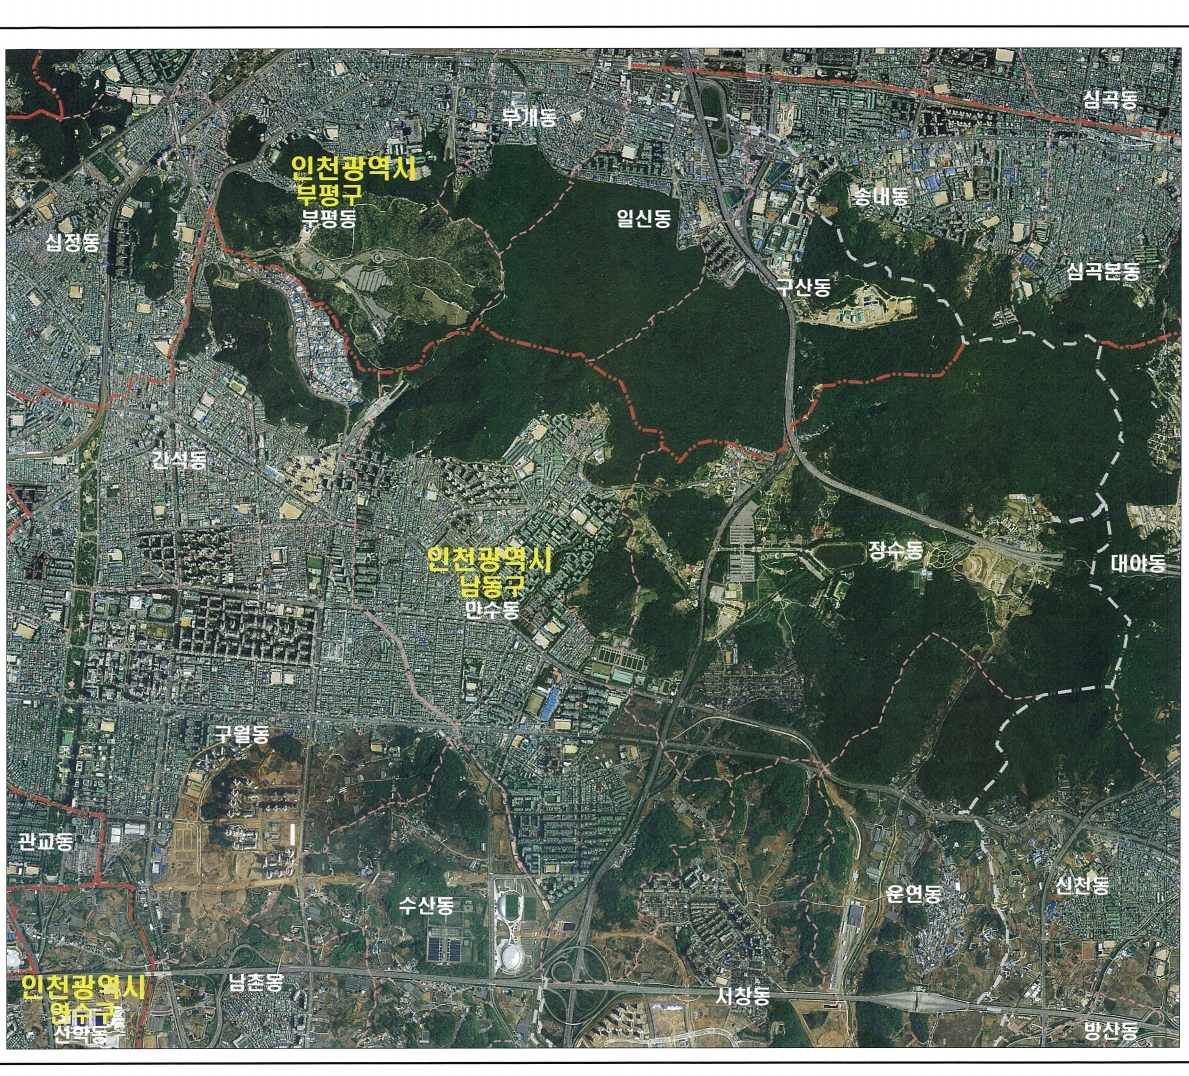 심곡동
부개동
인천광역시
부평구
부평동
송내동
일신동
십정동
심곡본동
구산동
간석동
장수동
인천광역시
남동구
만수동
대야동
구월동
관교동
신천동
운연동
수산동
남촌동
인천광역시
연수구
선학동
서창동
방산동